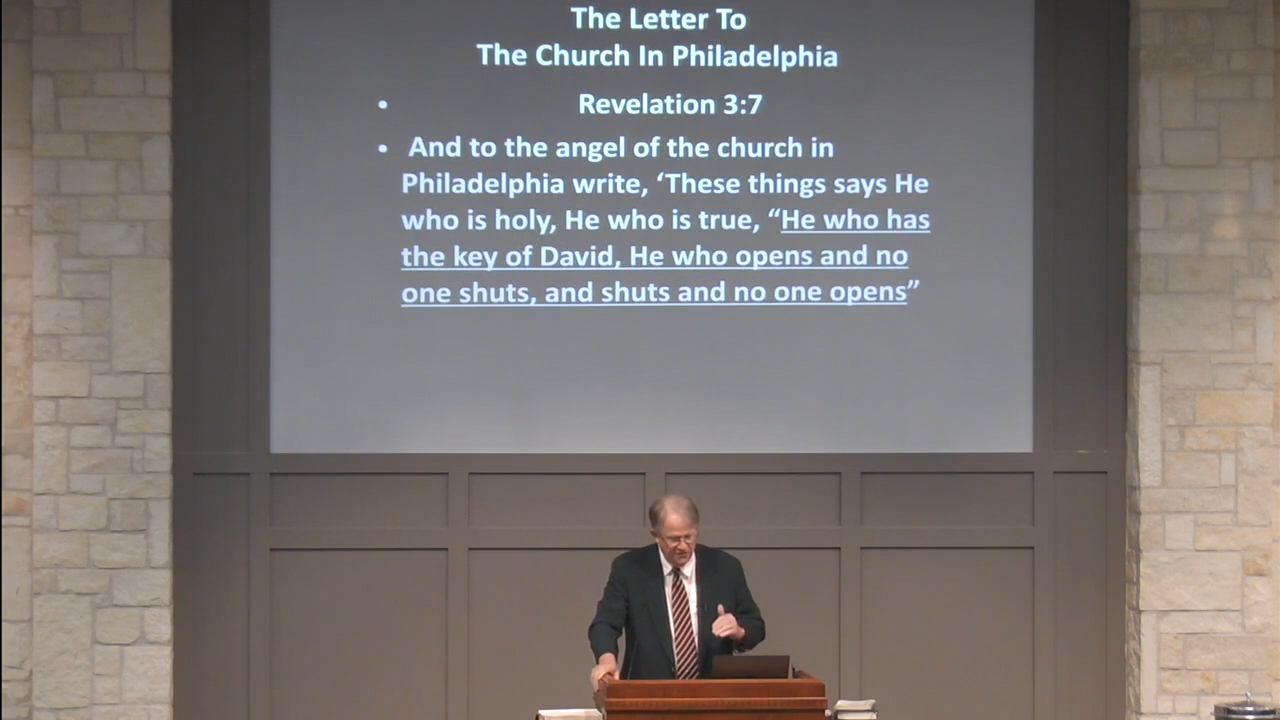 The Letter To
The Church In Philadelphia
• Revelation 3:7
• And to the angel of the church in
Philadelphia write, ‘These things says He
who is holy, He who is true, “He who has
the key of David, He who opens and no
one shuts, and shuts and no one opens”